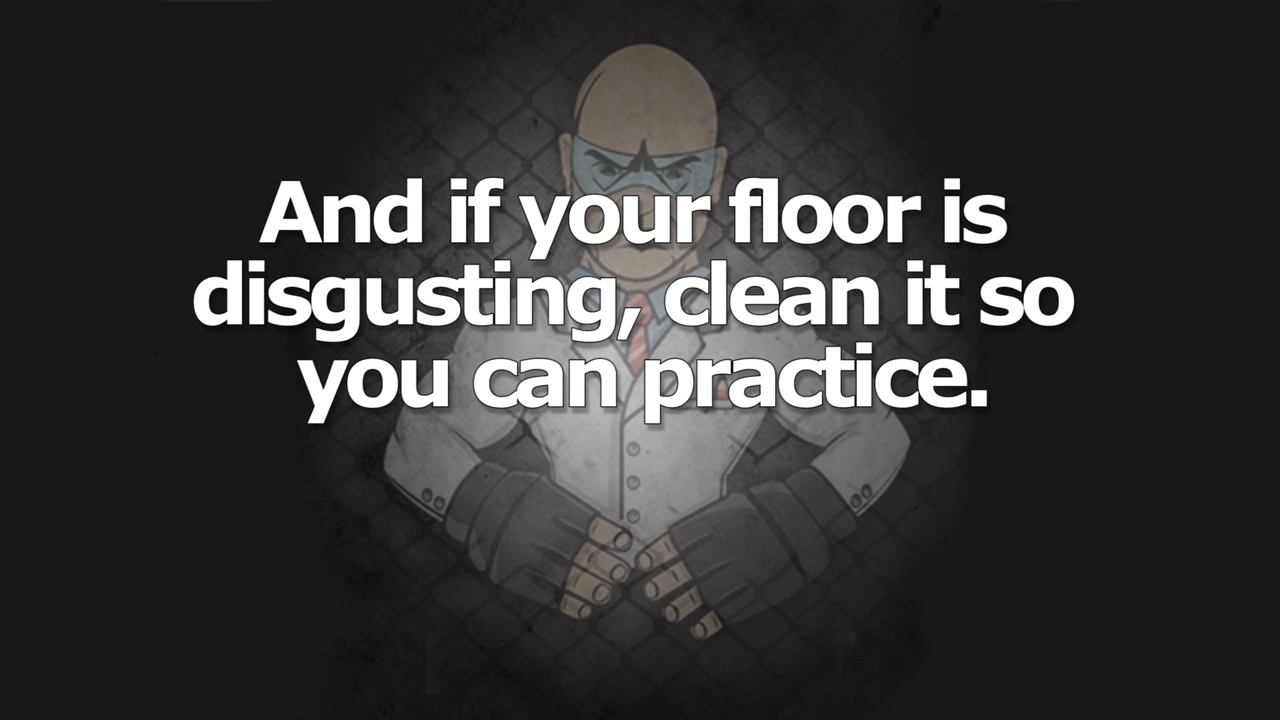 And if your floor is
disgusting, clean it so
you can practice.